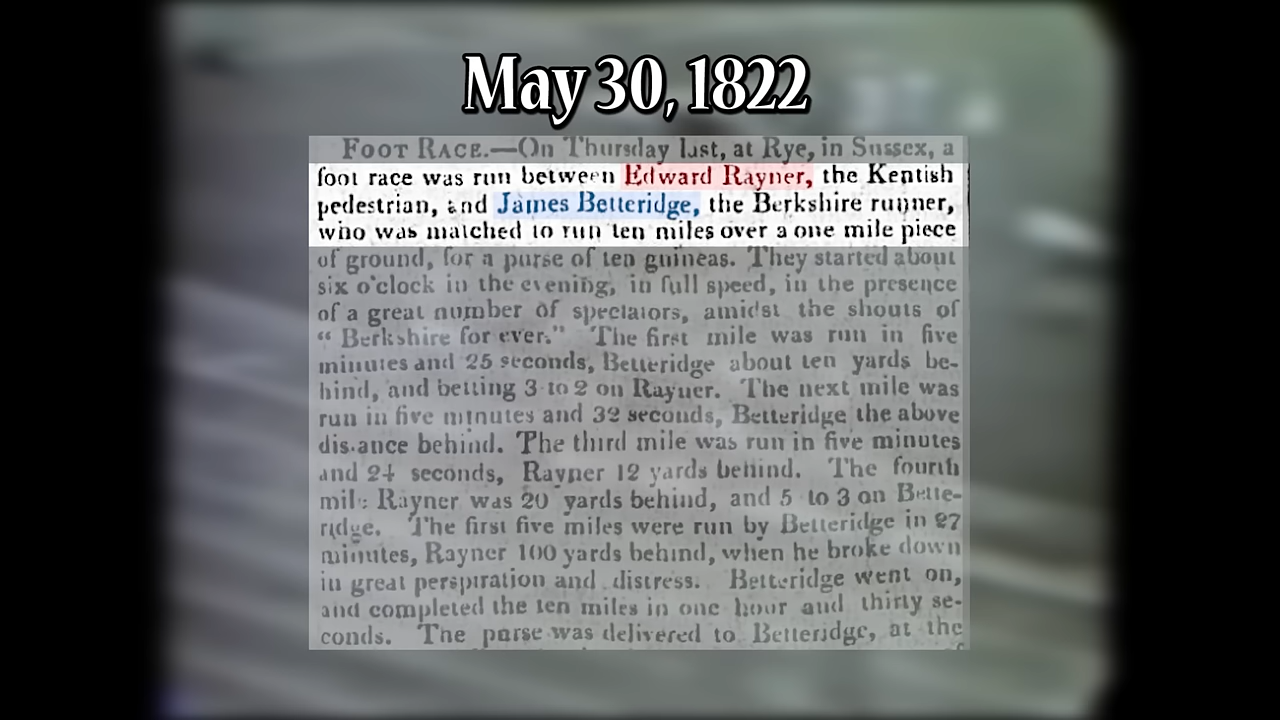 May 30, 1822
FOOT RACE.—On Thursday last, at Rye, in Sussex, a
foot race was run between Edward Rayner, the Kentish
pedestrian, and James Betteridge, the Berkshire runner,
who was matched to run ten miles over a one mile piece
of ground, for a purse of ten guineas. They started about
six o'clock in the evening, in full speed, in the presence
of a great number of spectators, amidst the shouts of
“ Berkshire for ever.” The first mile was run in five
minutes and 25 seconds, Betteridge about ten yards be-
hind, and betting 3 to 2 on Rayner. The next mile was
run in five minutes and 32 seconds, Betteridge the above
distance behind. The third mile was run in five minutes
and 24 seconds, Rayner 12 yards behind. The fourth
mile Rayner was 20 yards behind, and 5 to 3 on Bette-
ridge. The first five miles were run by Betteridge in 27
minutes, Rayner 100 yards behind, when he broke down
in great perspiration and distress. Betteridge went on,
and completed the ten miles in one hour and thirty se-
conds. The purse was delivered to Betteridge, at the